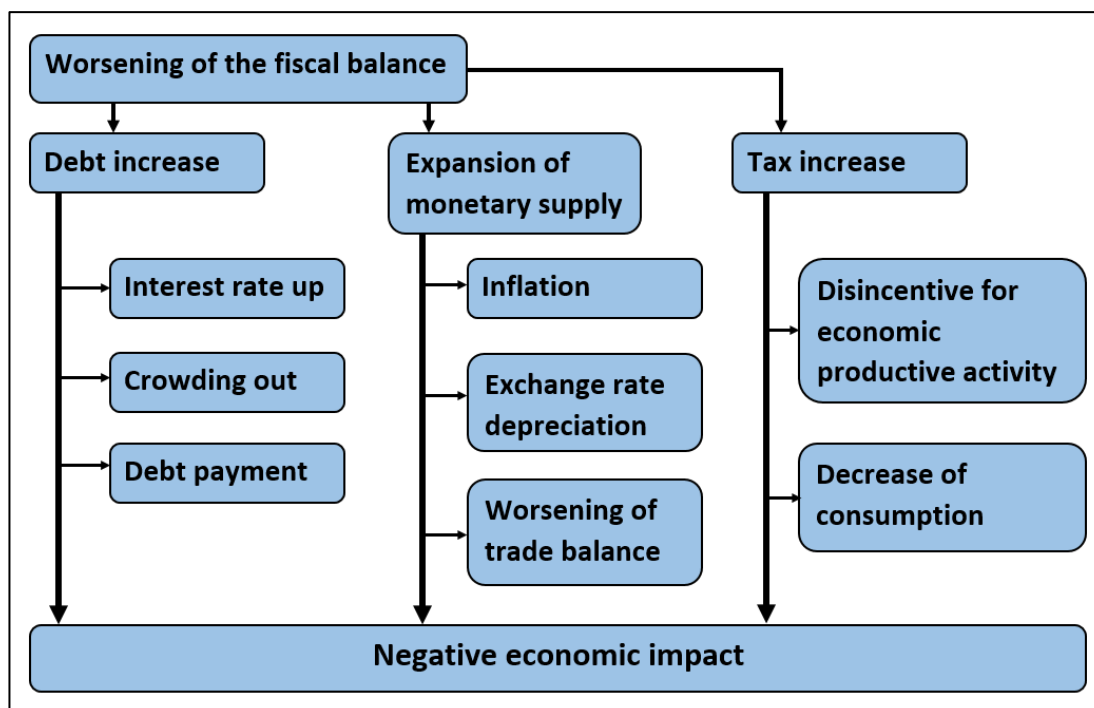 Worsening of the fiscal balance
Debt increase
Expansion of
monetary supply
Tax increase
Interest rate up
Crowding out
Debt payment
Inflation
Exchange rate
depreciation
Worsening of
trade balance
Disincentive for
economic
productive activity
Decrease of
consumption
Negative economic impact